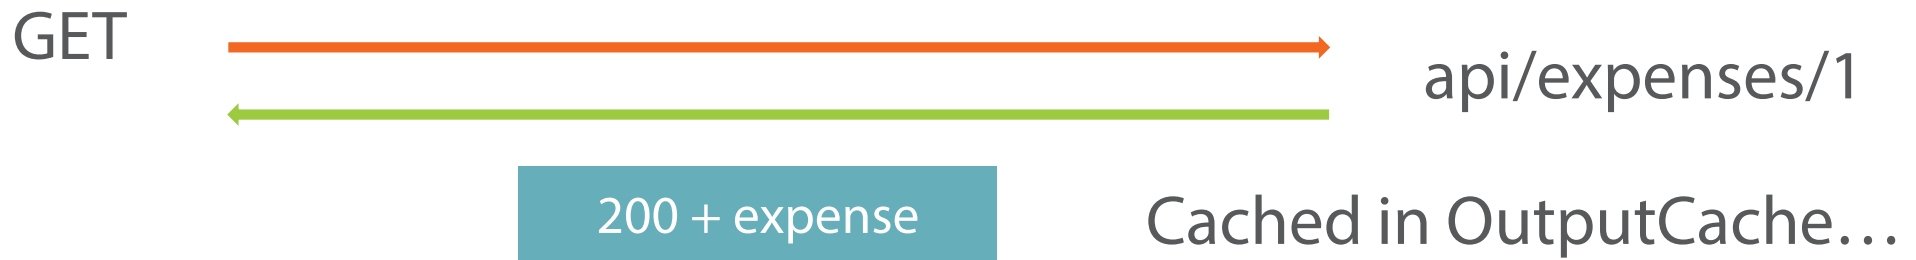 GET
api/expenses/1
200 + expense
Cached in OutputCache…